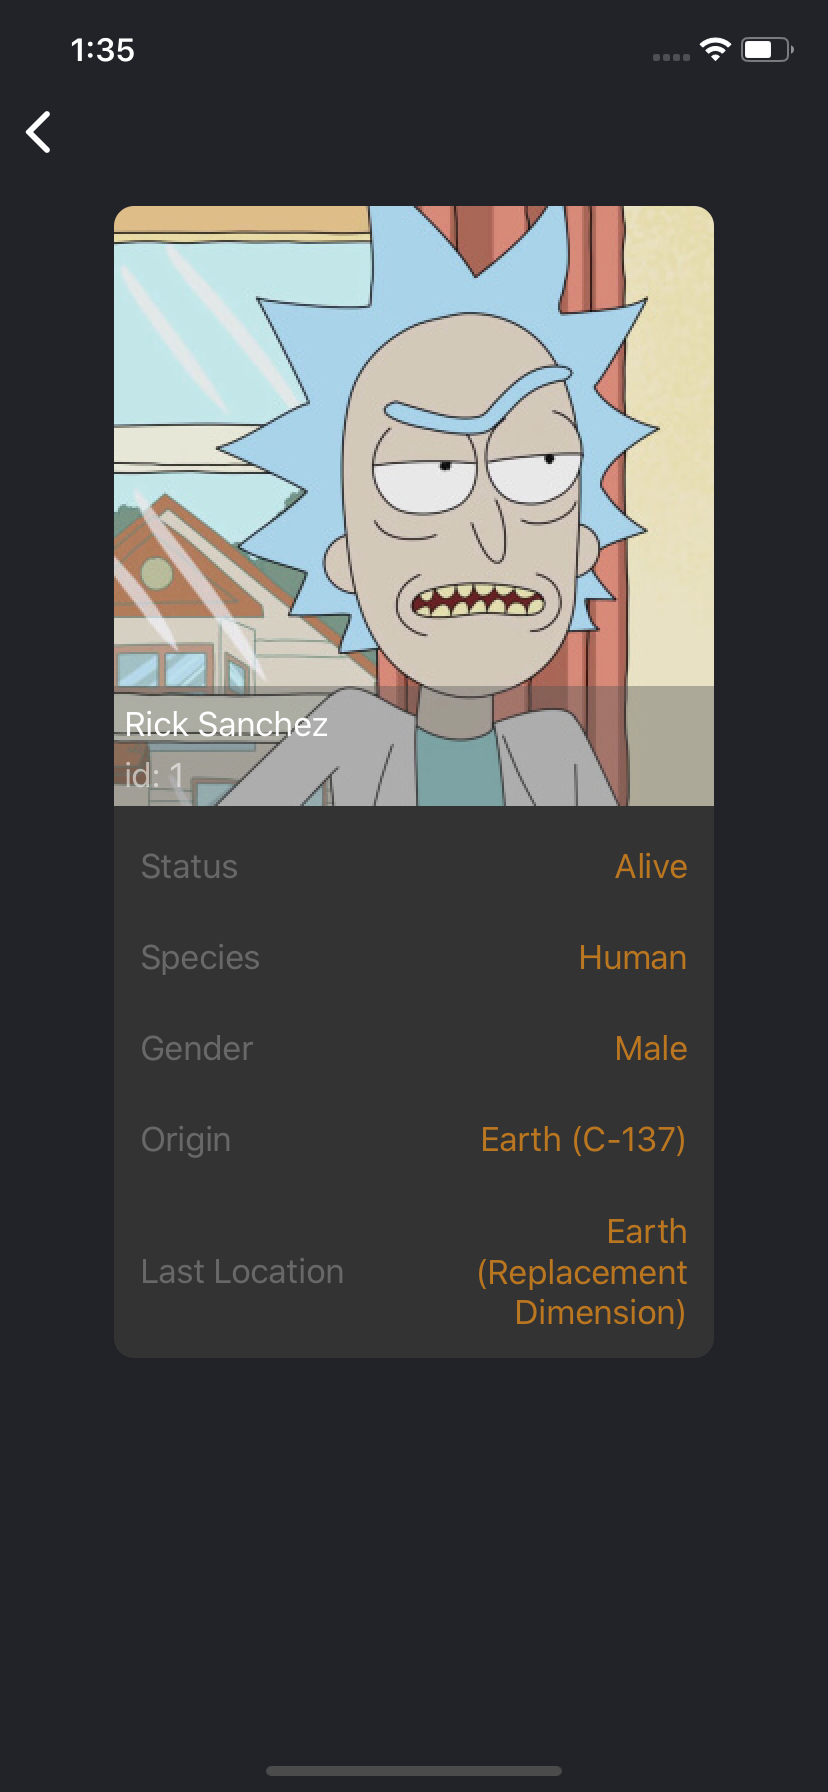 1:35
Rick Sanchez
id: 1
Status
Alive
Species
Human
Gender
Male
Origin
Earth (C-137)
Last Location
Earth
(Replacement
Dimension)